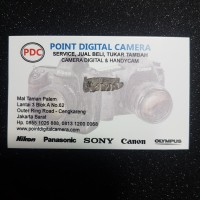 PDC
POINT DIGITAL CAMERA
SERVICE, JUAL BELI, TUKAR TAMBAH
CAMERA DIGITAL & HANDYCAM
Mal Taman Palem
Lantai 3 Blok A No.62
Outer Ring Road - Cengkareng
Jakarta Barat
www.pointdigitalcamera.com
Nikon Panasonic SONY Canon OLYMPUS